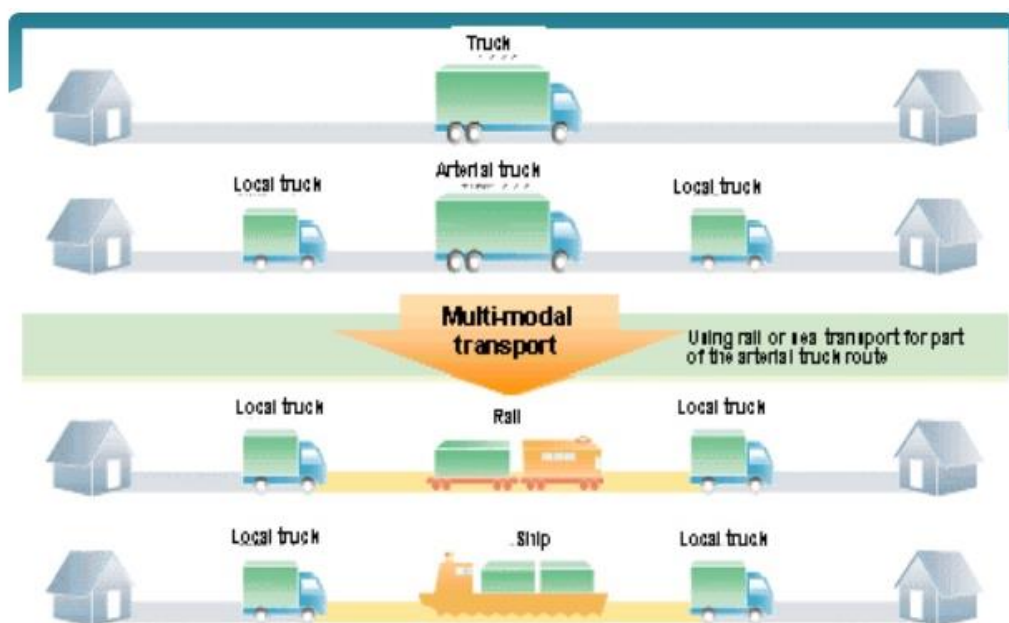 Truck
Arterial truck
Local truck
Local truck
Multi-modal
transport
Using rail or sea transport for part
of the arterial truck route
Local truck
Rail
Local truck
Local truck
Ship
Local truck